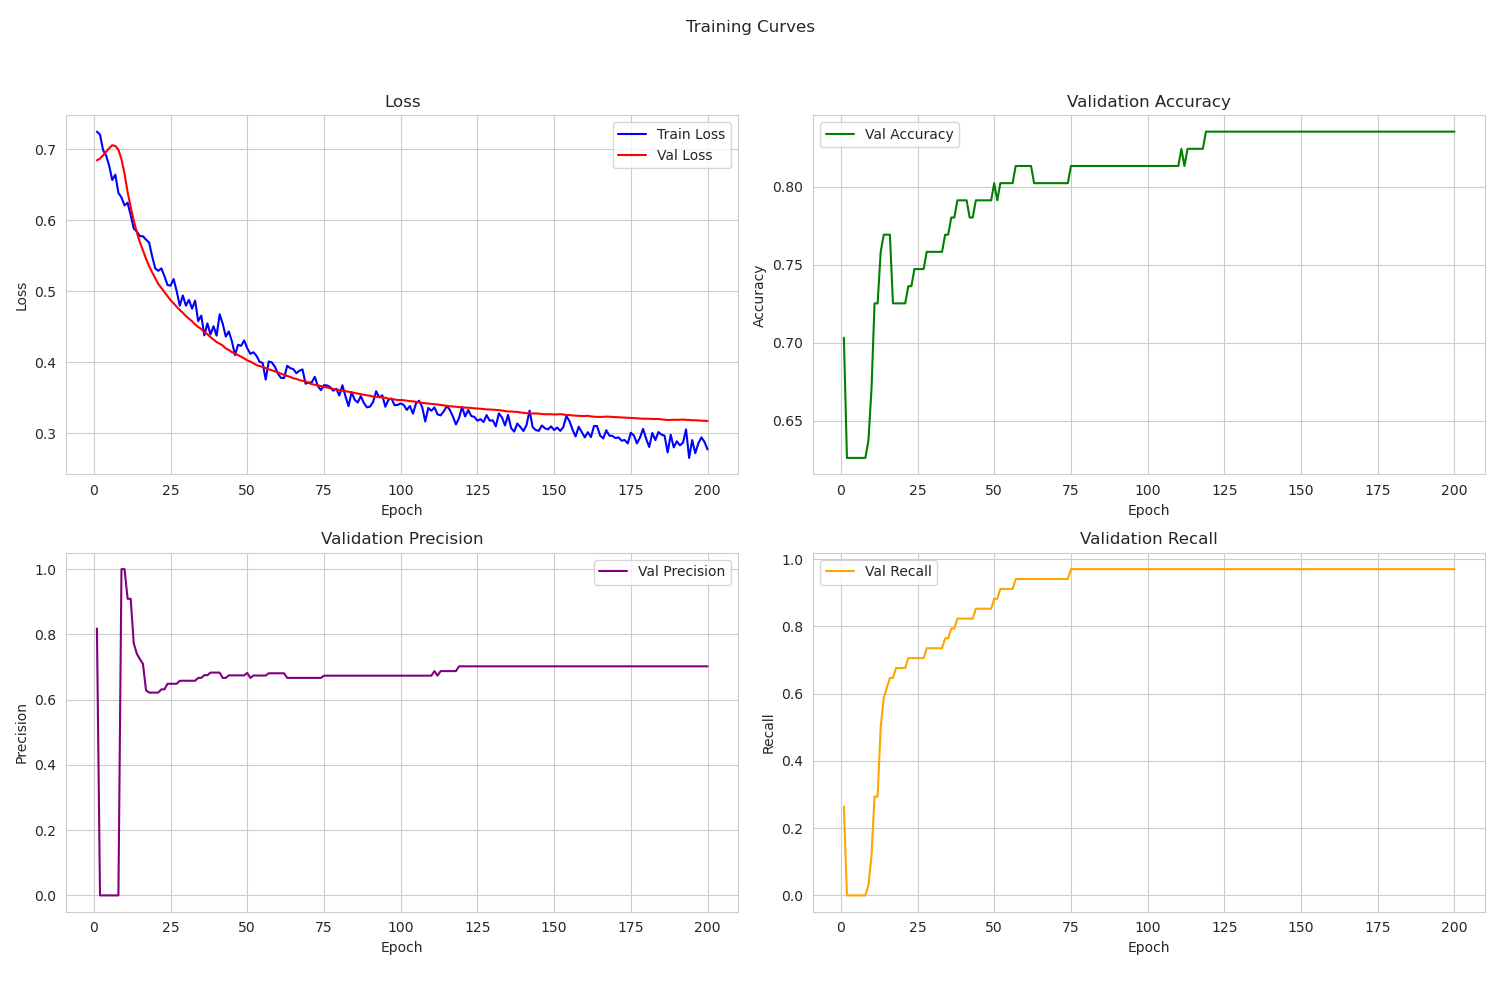 Training Curves
Loss
Train Loss
Val Loss
0.7
0.6
0.5
0.4
0.3
Loss
0 25 50 75 100 125 150 175 200
Epoch
Validation Accuracy
Val Accuracy
0.80
0.75
0.70
0.65
Accuracy
0 25 50 75 100 125 150 175 200
Epoch
Validation Precision
Val Precision
1.0
0.8
0.6
0.4
0.2
0.0
Precision
0 25 50 75 100 125 150 175 200
Epoch
Validation Recall
Val Recall
1.0
0.8
0.6
0.4
0.2
0.0
Recall
0 25 50 75 100 125 150 175 200
Epoch